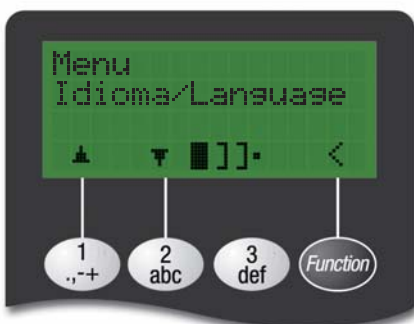 Menu
Idioma/Language
1
.,-+
2
abc
3
def
Function